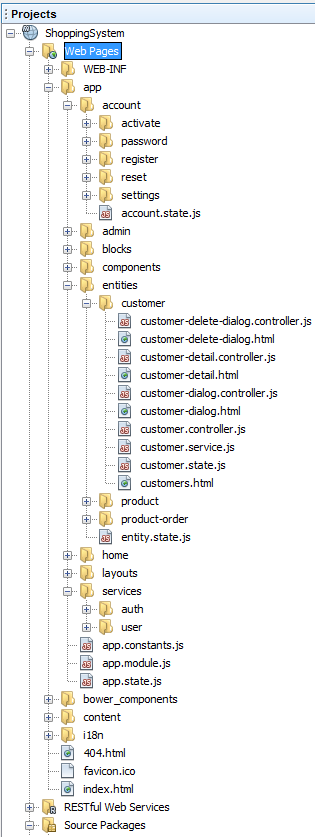 Projects
ShoppingSystem
Web Pages
WEB-INF
app
account
activate
password
register
reset
settings
account.state.js
admin
blocks
components
entities
customer
customer-delete-dialog.controller.js
customer-delete-dialog.html
customer-detail.controller.js
customer-detail.html
customer-dialog.controller.js
customer-dialog.html
customer.controller.js
customer.service.js
customer.state.js
customers.html
product
product-order
entity.state.js
home
layouts
services
auth
user
app.constants.js
app.module.js
app.state.js
bower_components
content
i18n
404.html
favicon.ico
index.html
RESTful Web Services
Source Packages